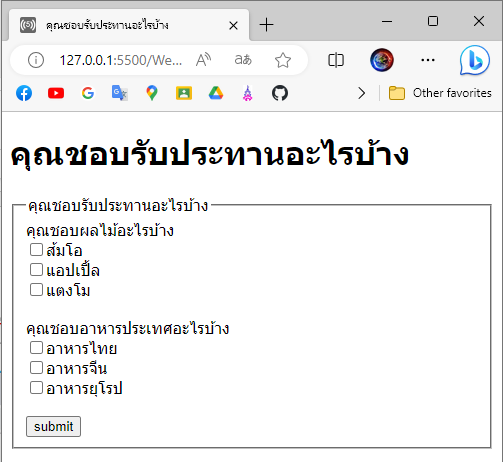 คุณชอบรับประทานอะไรบ้าง
127.0.0.1:5500/We...
Other favorites
คุณชอบรับประทานอะไรบ้าง
คุณชอบรับประทานอะไรบ้าง
คุณชอบผลไม้อะไรบ้าง
ส้มโอ
แอปเปิ้ล
แตงโม
คุณชอบอาหารประเทศอะไรบ้าง
อาหารไทย
อาหารจีน
อาหารยุโรป
submit